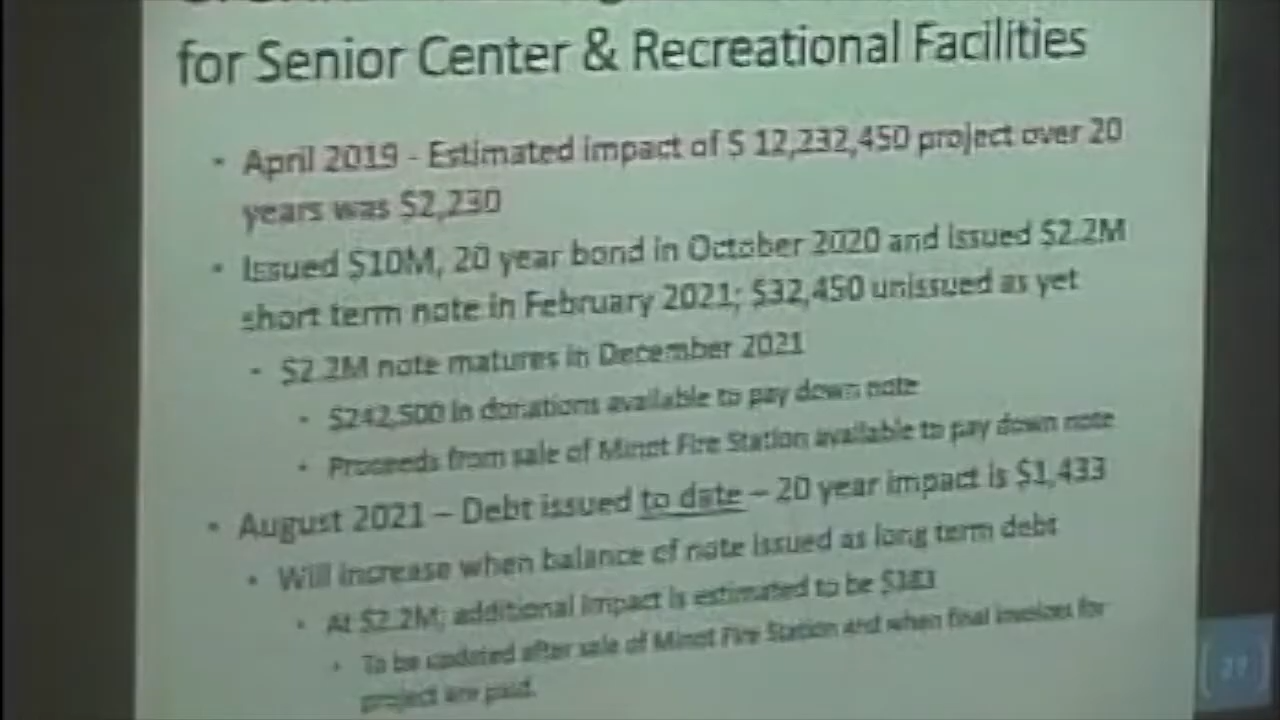 for Senior Center & Recreational Facilities
• April 2019 - Estimated impact of $ 12,232,450 project over 20
years was $2,230
• Issued $10M, 20 year bond in October 2020 and issued $2.2M
short term note in February 2021; $32,450 unissued as yet
• $2.2M note matures in December 2021
• $242,500 in donations available to pay down note
• Proceeds from sale of Minot Fire Station available to pay down note
• August 2021 – Debt issued to date – 20 year impact is $1,433
• Will increase when balance of note issued as long term debt
• At $2.2M; additional impact is estimated to be
• To be updated after sale of Minot Fire Station and when final invoices for
project are paid.